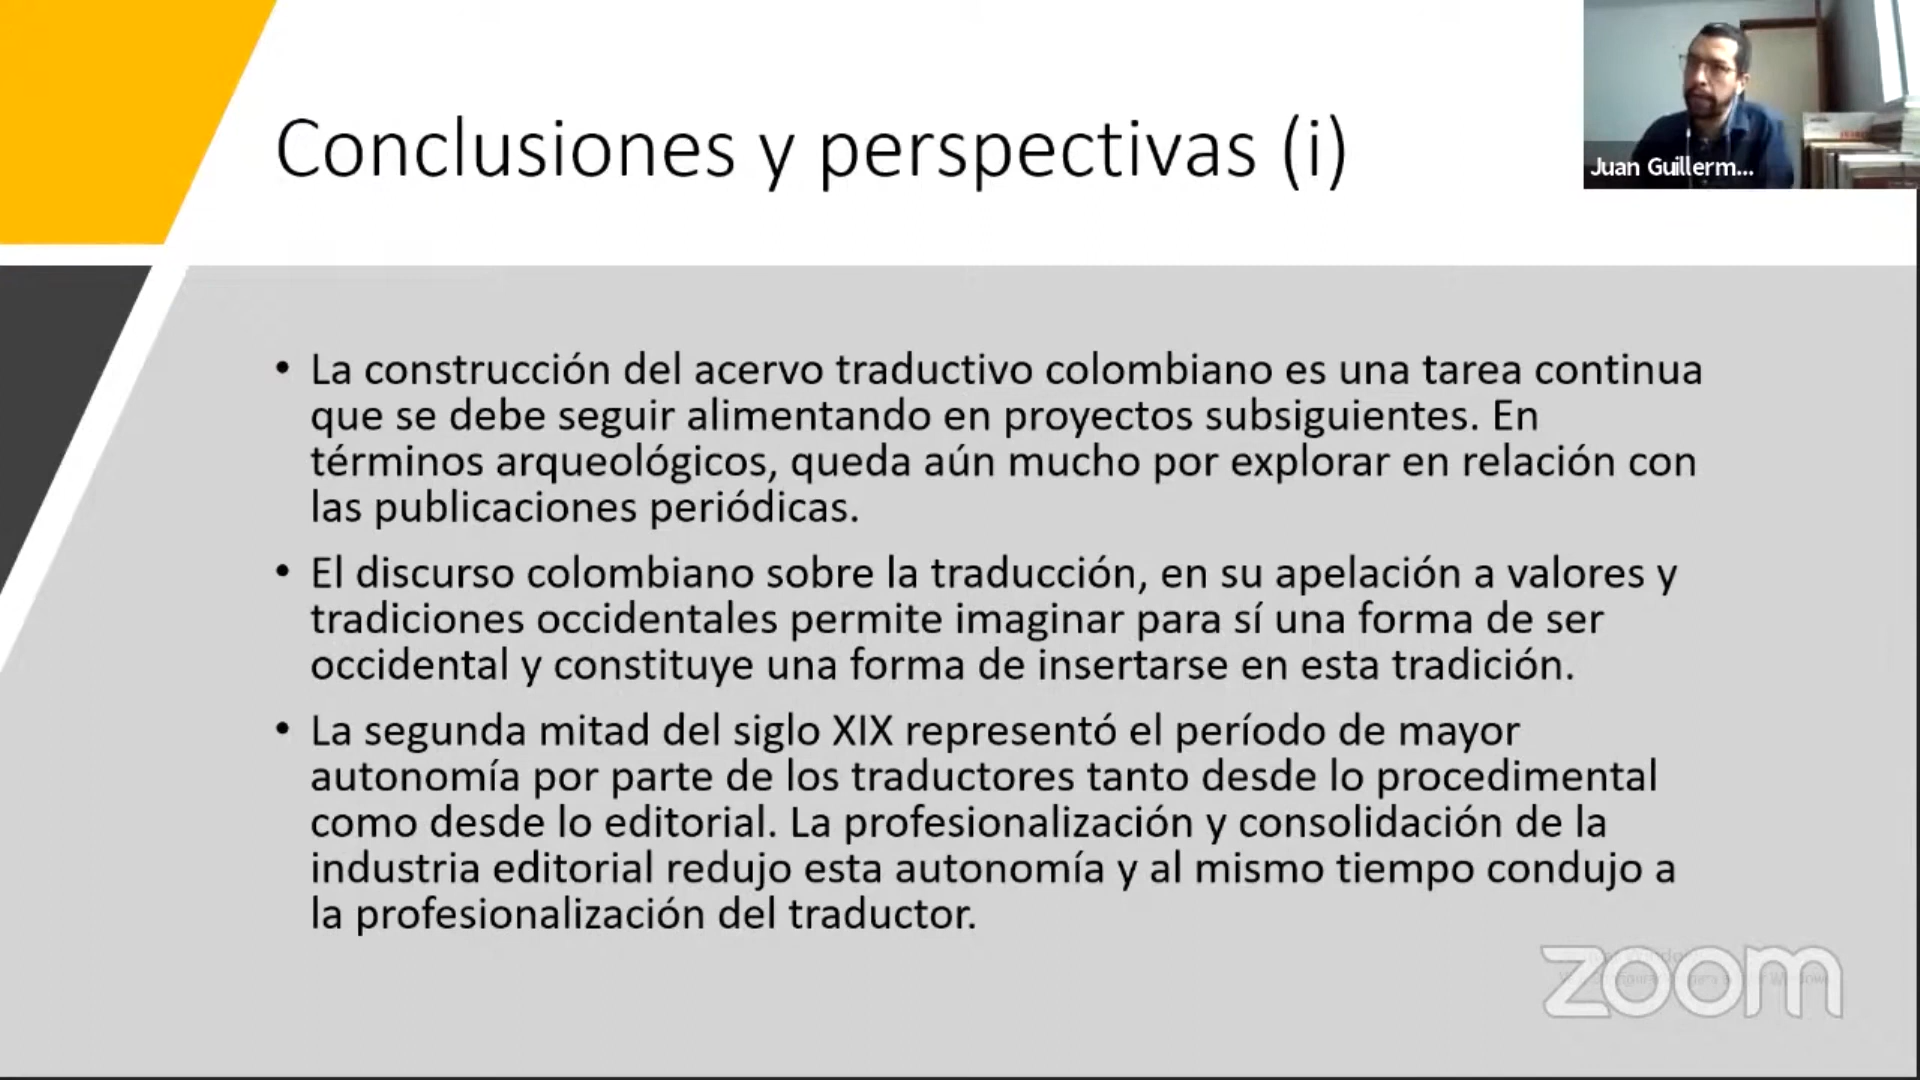 Conclusiones y perspectivas (i)
Juan Guillerm...
• La construcción del acervo traductivo colombiano es una tarea continua
que se debe seguir alimentando en proyectos subsiguientes. En
términos arqueológicos, queda aún mucho por explorar en relación con
las publicaciones periódicas.
• El discurso colombiano sobre la traducción, en su apelación a valores y
tradiciones occidentales permite imaginar para sí una forma de ser
occidental y constituye una forma de insertarse en esta tradición.
• La segunda mitad del siglo XIX representó el período de mayor
autonomía por parte de los traductores tanto desde lo procedimental
como desde lo editorial. La profesionalización y consolidación de la
industria editorial redujo esta autonomía y al mismo tiempo condujo a
la profesionalización del traductor.
zoom